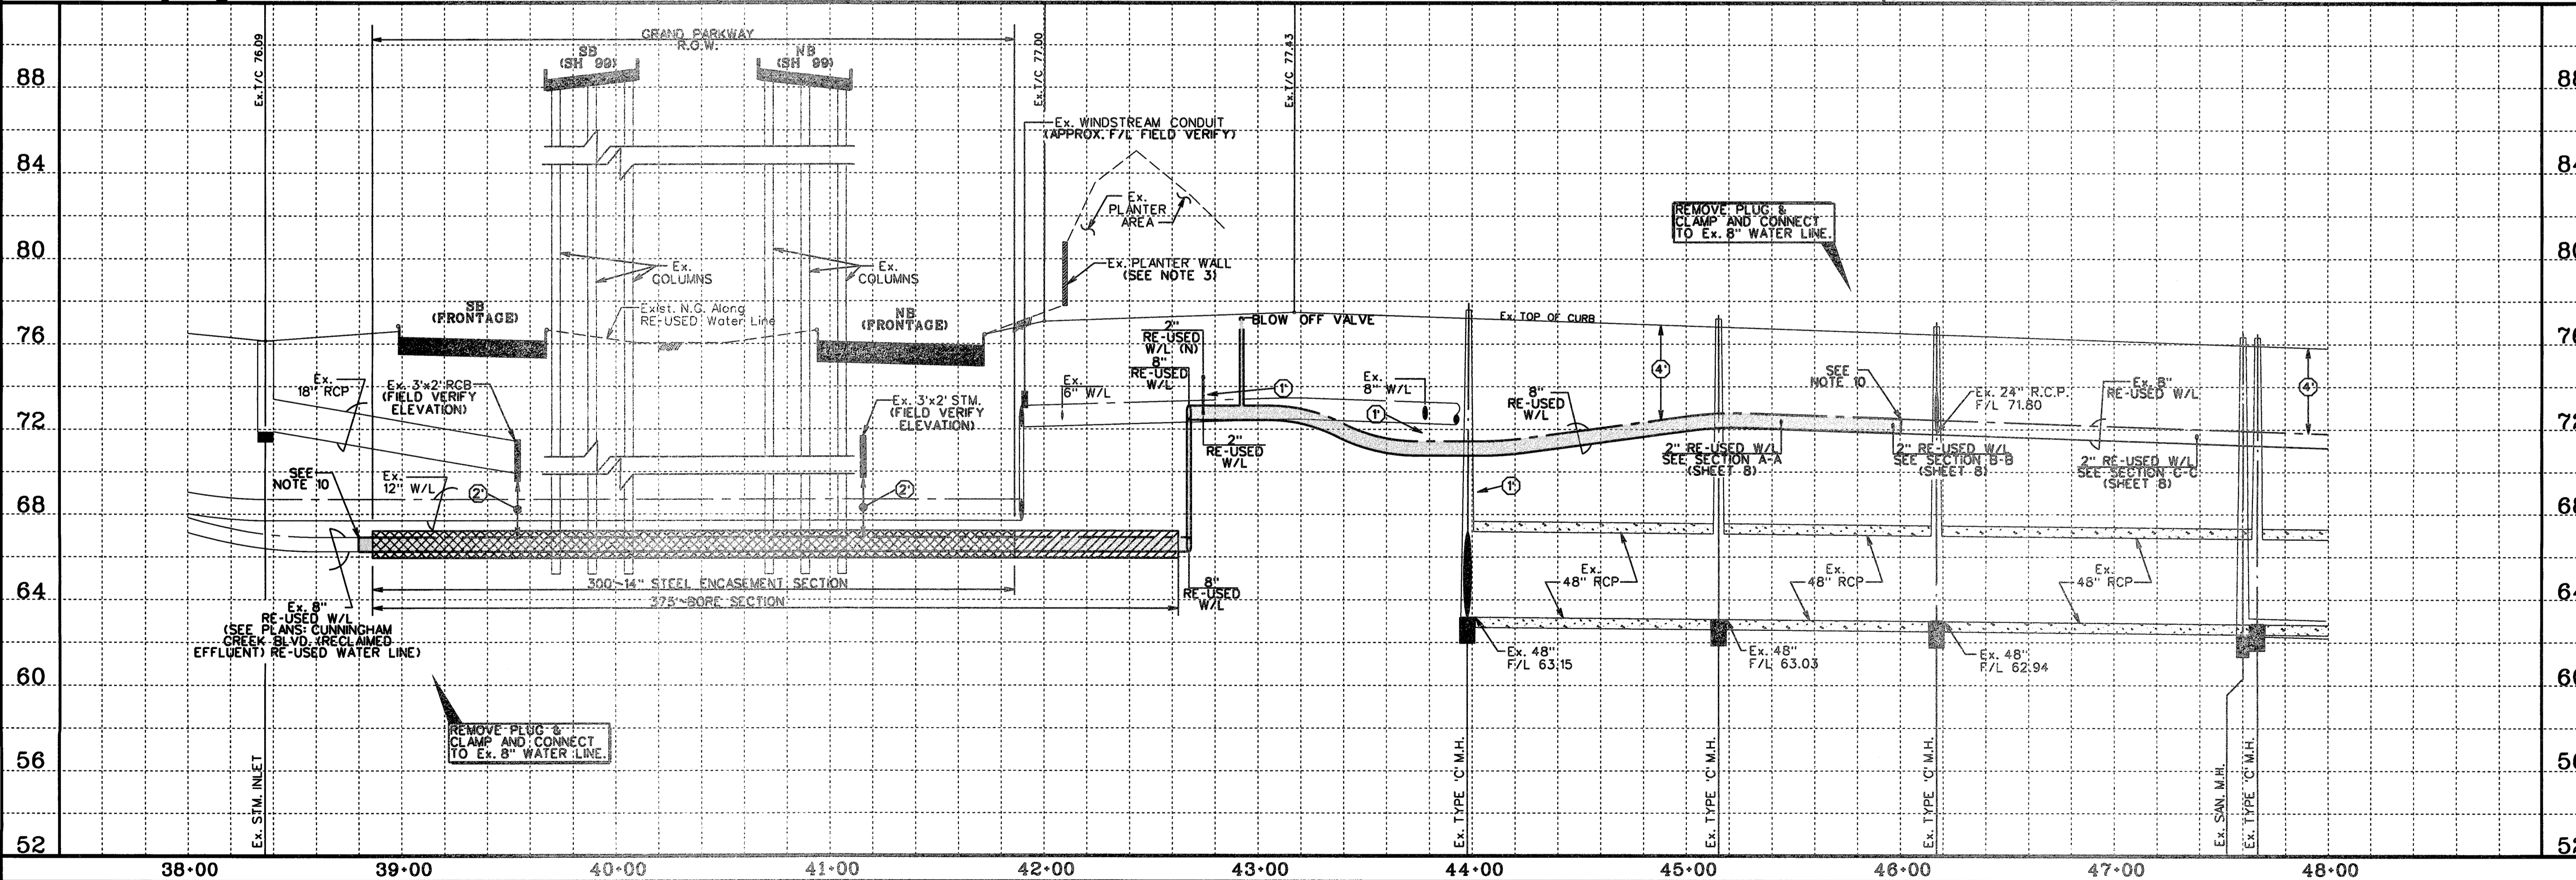 GRAND PARKWAY
R.O.W.
SB
(SH 99)
NB
(SH 99)
Ex.T/C 76.09
Ex.T/C 77.00
Ex.T/C 77.43
88
84
80
76
72
68
64
60
56
52
88
84
80
76
72
68
64
Ex. WINDSTREAM CONDUIT
(APPROX. F/L FIELD VERIFY)
Ex.
PLANTER
AREA
Ex. PLANTER WALL
(SEE NOTE 3)
Ex.
COLUMNS
Ex.
COLUMNS
SB
(FRONTAGE)
Exist. N.G. Along
RE-USED Water Line
NB
(FRONTAGE)
REMOVE PLUG &
CLAMP AND CONNECT
TO Ex. 8" WATER LINE.
2"
RE-USED
W/L (N)
8"
RE-USED
W/L
BLOW OFF VALVE
Ex. TOP OF CURB
Ex.
18" RCP
Ex. 3'x2' RCB
(FIELD VERIFY
ELEVATION)
Ex. 3'x2' STM.
(FIELD VERIFY
ELEVATION)
Ex.
6" W/L
1'
Ex.
8" W/L
1'
8"
RE-USED
W/L
4'
SEE
NOTE 10
Ex. 24" R.C.P.
F/L 71.80
Ex. 8"
RE-USED W/L
4'
2"
RE-USED
W/L
2" RE-USED W/L
SEE SECTION A-A
(SHEET 8)
2" RE-USED W/L
SEE SECTION B-B
(SHEET 8)
2" RE-USED W/L
SEE SECTION C-C
(SHEET 8)
SEE
NOTE 10
Ex.
12" W/L
2'
2'
1'
300'-14" STEEL ENCASEMENT SECTION
375'-BORE SECTION
8"
RE-USED
W/L
Ex.
48" RCP
Ex.
48" RCP
Ex.
48" RCP
Ex. 8"
RE-USED W/L
(SEE PLANS: CUNNINGHAM
CREEK BLVD. (RECLAIMED
EFFLUENT) RE-USED WATER LINE)
Ex. 48"
F/L 63.15
Ex. 48"
F/L 63.03
Ex. 48"
F/L 62.94
REMOVE PLUG &
CLAMP AND CONNECT
TO Ex. 8" WATER LINE.
Ex. STM. INLET
Ex. TYPE 'C' M.H.
Ex. TYPE 'C' M.H.
Ex. TYPE 'C' M.H.
Ex. SAN. M.H.
Ex. TYPE 'C' M.H.
38+00
39+00
40+00
41+00
42+00
43+00
44+00
45+00
46+00
47+00
48+00